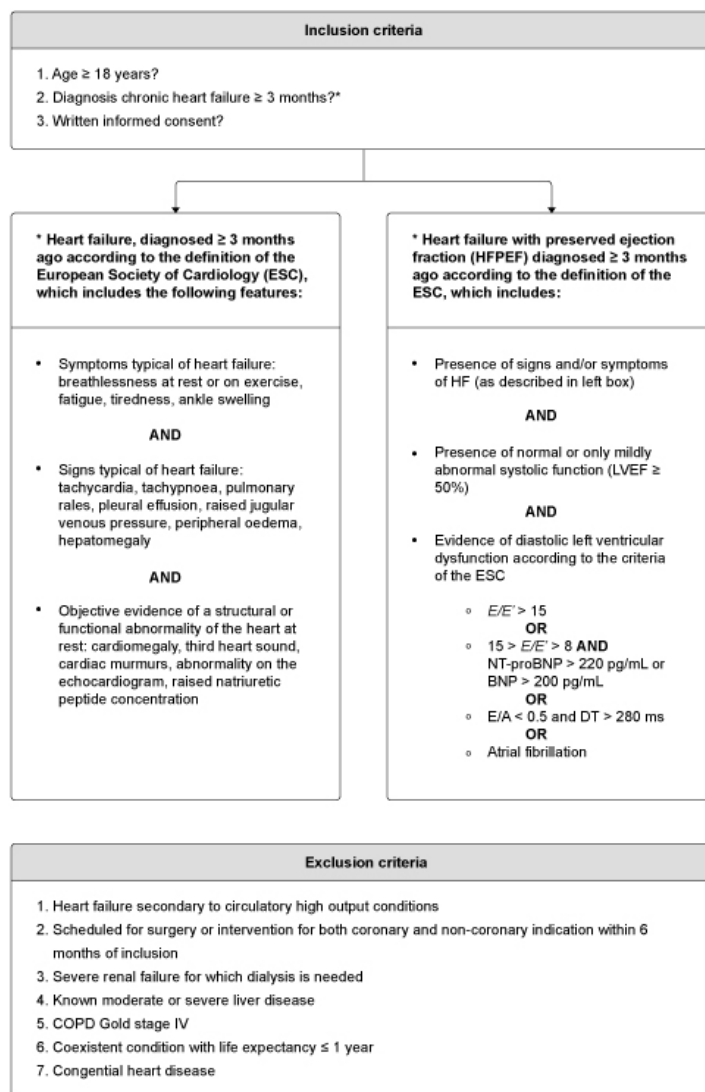 Inclusion criteria
1. Age ≥ 18 years?
2. Diagnosis chronic heart failure ≥ 3 months?*
3. Written informed consent?
* Heart failure, diagnosed ≥ 3 months
ago according to the definition of the
European Society of Cardiology (ESC),
which includes the following features:
• Symptoms typical of heart failure:
breathlessness at rest or on exercise,
fatigue, tiredness, ankle swelling
AND
• Signs typical of heart failure:
tachycardia, tachypnoea, pulmonary
rales, pleural effusion, raised jugular
venous pressure, peripheral oedema,
hepatomegaly
AND
• Objective evidence of a structural or
functional abnormality of the heart at
rest: cardiomegaly, third heart sound,
cardiac murmurs, abnormality on the
echocardiogram, raised natriuretic
peptide concentration
* Heart failure with preserved ejection
fraction (HFPEF) diagnosed ≥ 3 months
ago according to the definition of the
ESC, which includes:
• Presence of signs and/or symptoms
of HF (as described in left box)
AND
• Presence of normal or only mildly
abnormal systolic function (LVEF ≥
50%)
AND
• Evidence of diastolic left ventricular
dysfunction according to the criteria
of the ESC
○ E/E' > 15
OR
○ 15 > E/E' > 8 AND
NT-proBNP > 220 pg/mL or
BNP > 200 pg/mL
OR
○ E/A < 0.5 and DT > 280 ms
OR
○ Atrial fibrillation
Exclusion criteria
1. Heart failure secondary to circulatory high output conditions
2. Scheduled for surgery or intervention for both coronary and non-coronary indication within 6
months of inclusion
3. Severe renal failure for which dialysis is needed
4. Known moderate or severe liver disease
5. COPD Gold stage IV
6. Coexistent condition with life expectancy ≤ 1 year
7. Congential heart disease